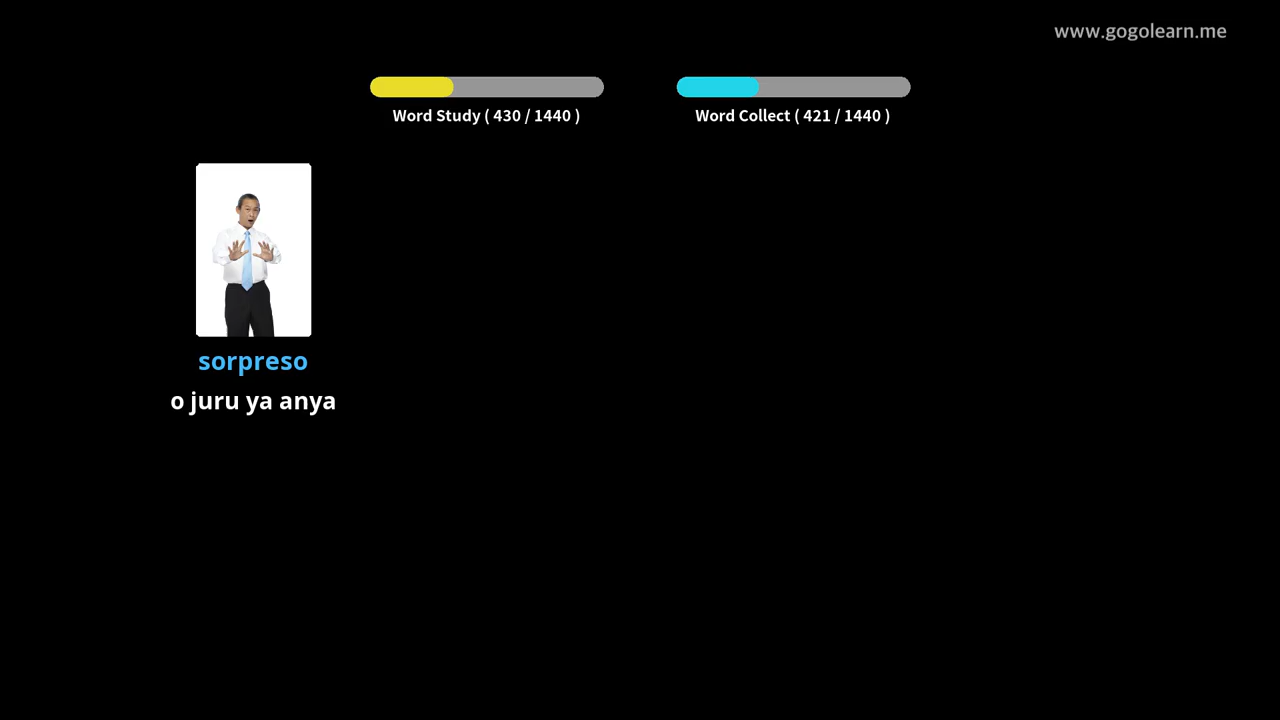 www.gogolearn.me
Word Study ( 430 / 1440 )
Word Collect ( 421 / 1440 )
sorpreso
o juru ya anya